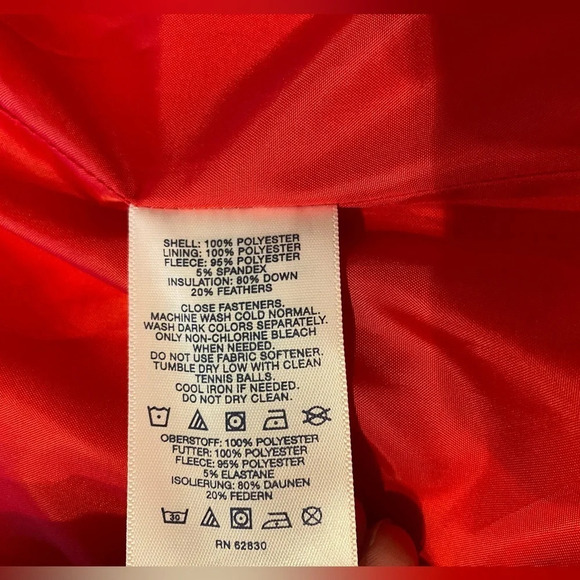 SHELL: 100% POLYESTER
LINING: 100% POLYESTER
FLEECE: 95% POLYESTER
5% SPANDEX
INSULATION: 80% DOWN
20% FEATHERS
CLOSE FASTENERS.
MACHINE WASH COLD NORMAL.
WASH DARK COLORS SEPARATELY.
ONLY NON-CHLORINE BLEACH
WHEN NEEDED.
DO NOT USE FABRIC SOFTENER.
TUMBLE DRY LOW WITH CLEAN
TENNIS BALLS.
COOL IRON IF NEEDED.
DO NOT DRY CLEAN.
OBERSTOFF: 100% POLYESTER
FUTTER: 100% POLYESTER
FLEECE: 95% POLYESTER
5% ELASTANE
ISOLIERUNG: 80% DAUNEN
20% FEDERN
30
RN 62830